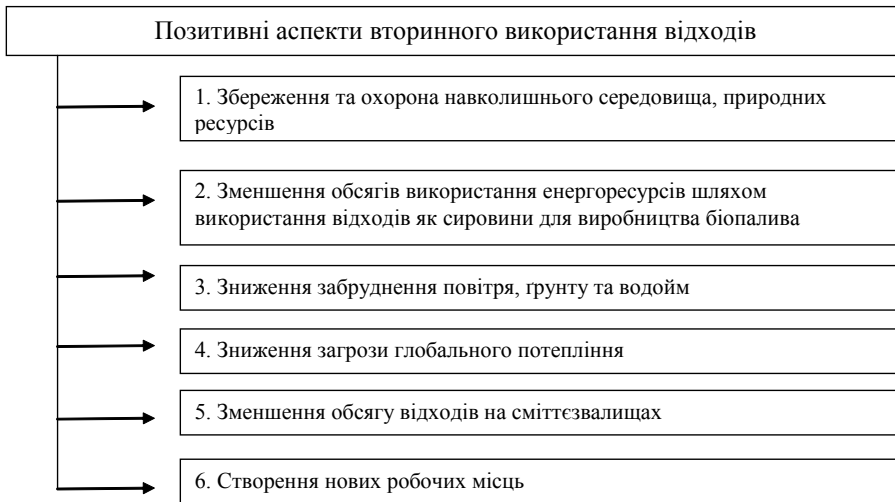 Позитивні аспекти вторинного використання відходів
1. Збереження та охорона навколишнього середовища, природних
ресурсів
2. Зменшення обсягів використання енергоресурсів шляхом
використання відходів як сировини для виробництва біопалива
3. Зниження забруднення повітря, ґрунту та водойм
4. Зниження загрози глобального потепління
5. Зменшення обсягу відходів на сміттєзвалищах
6. Створення нових робочих місць